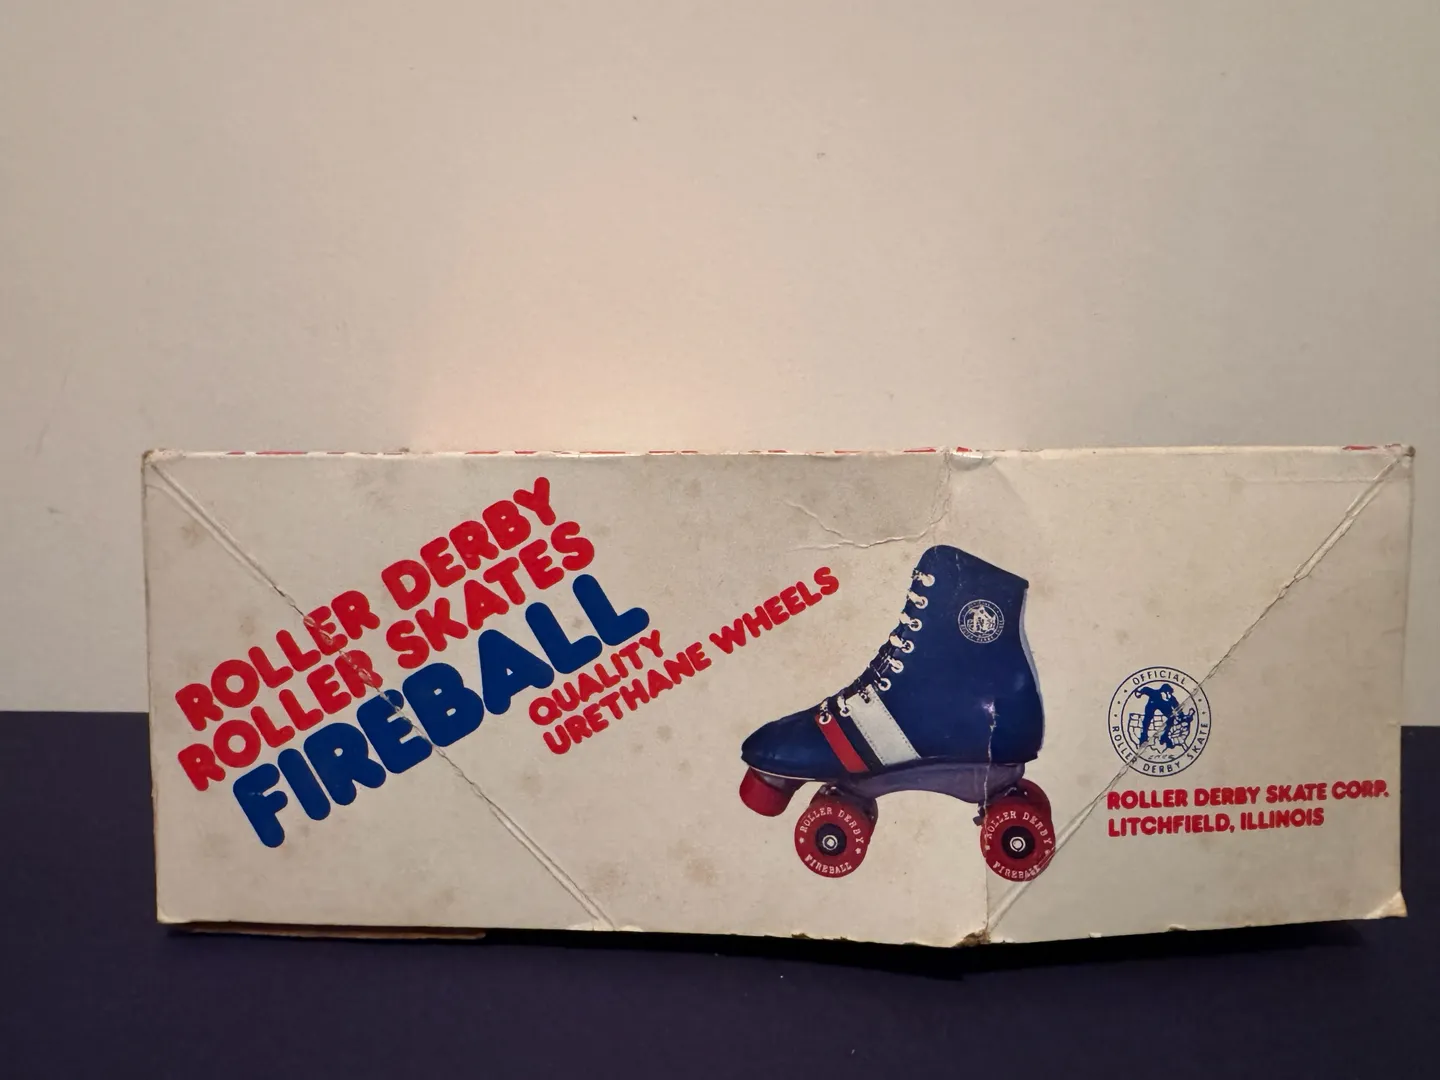 ROLLER DERBY
ROLLER SKATES
FIREBALL
QUALITY
URETHANE WHEELS
ROLLER DERBY
FIREBALL
ROLLER DERBY
FIREBALL
OFFICIAL
ROLLER DERBY SKATE
ROLLER DERBY SKATE CORP.
LITCHFIELD, ILLINOIS